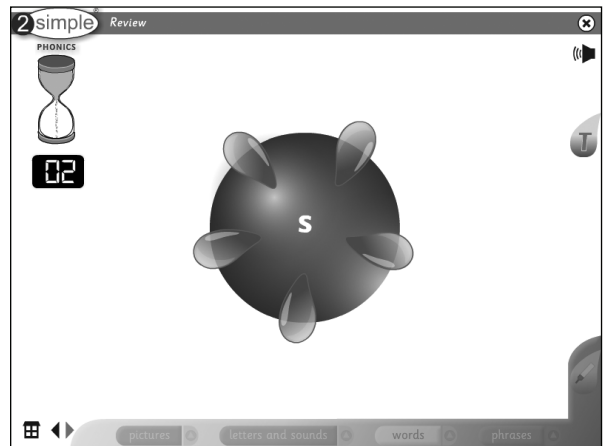 2simple Review
PHONICS
02
T
s
pictures letters and sounds words phrases